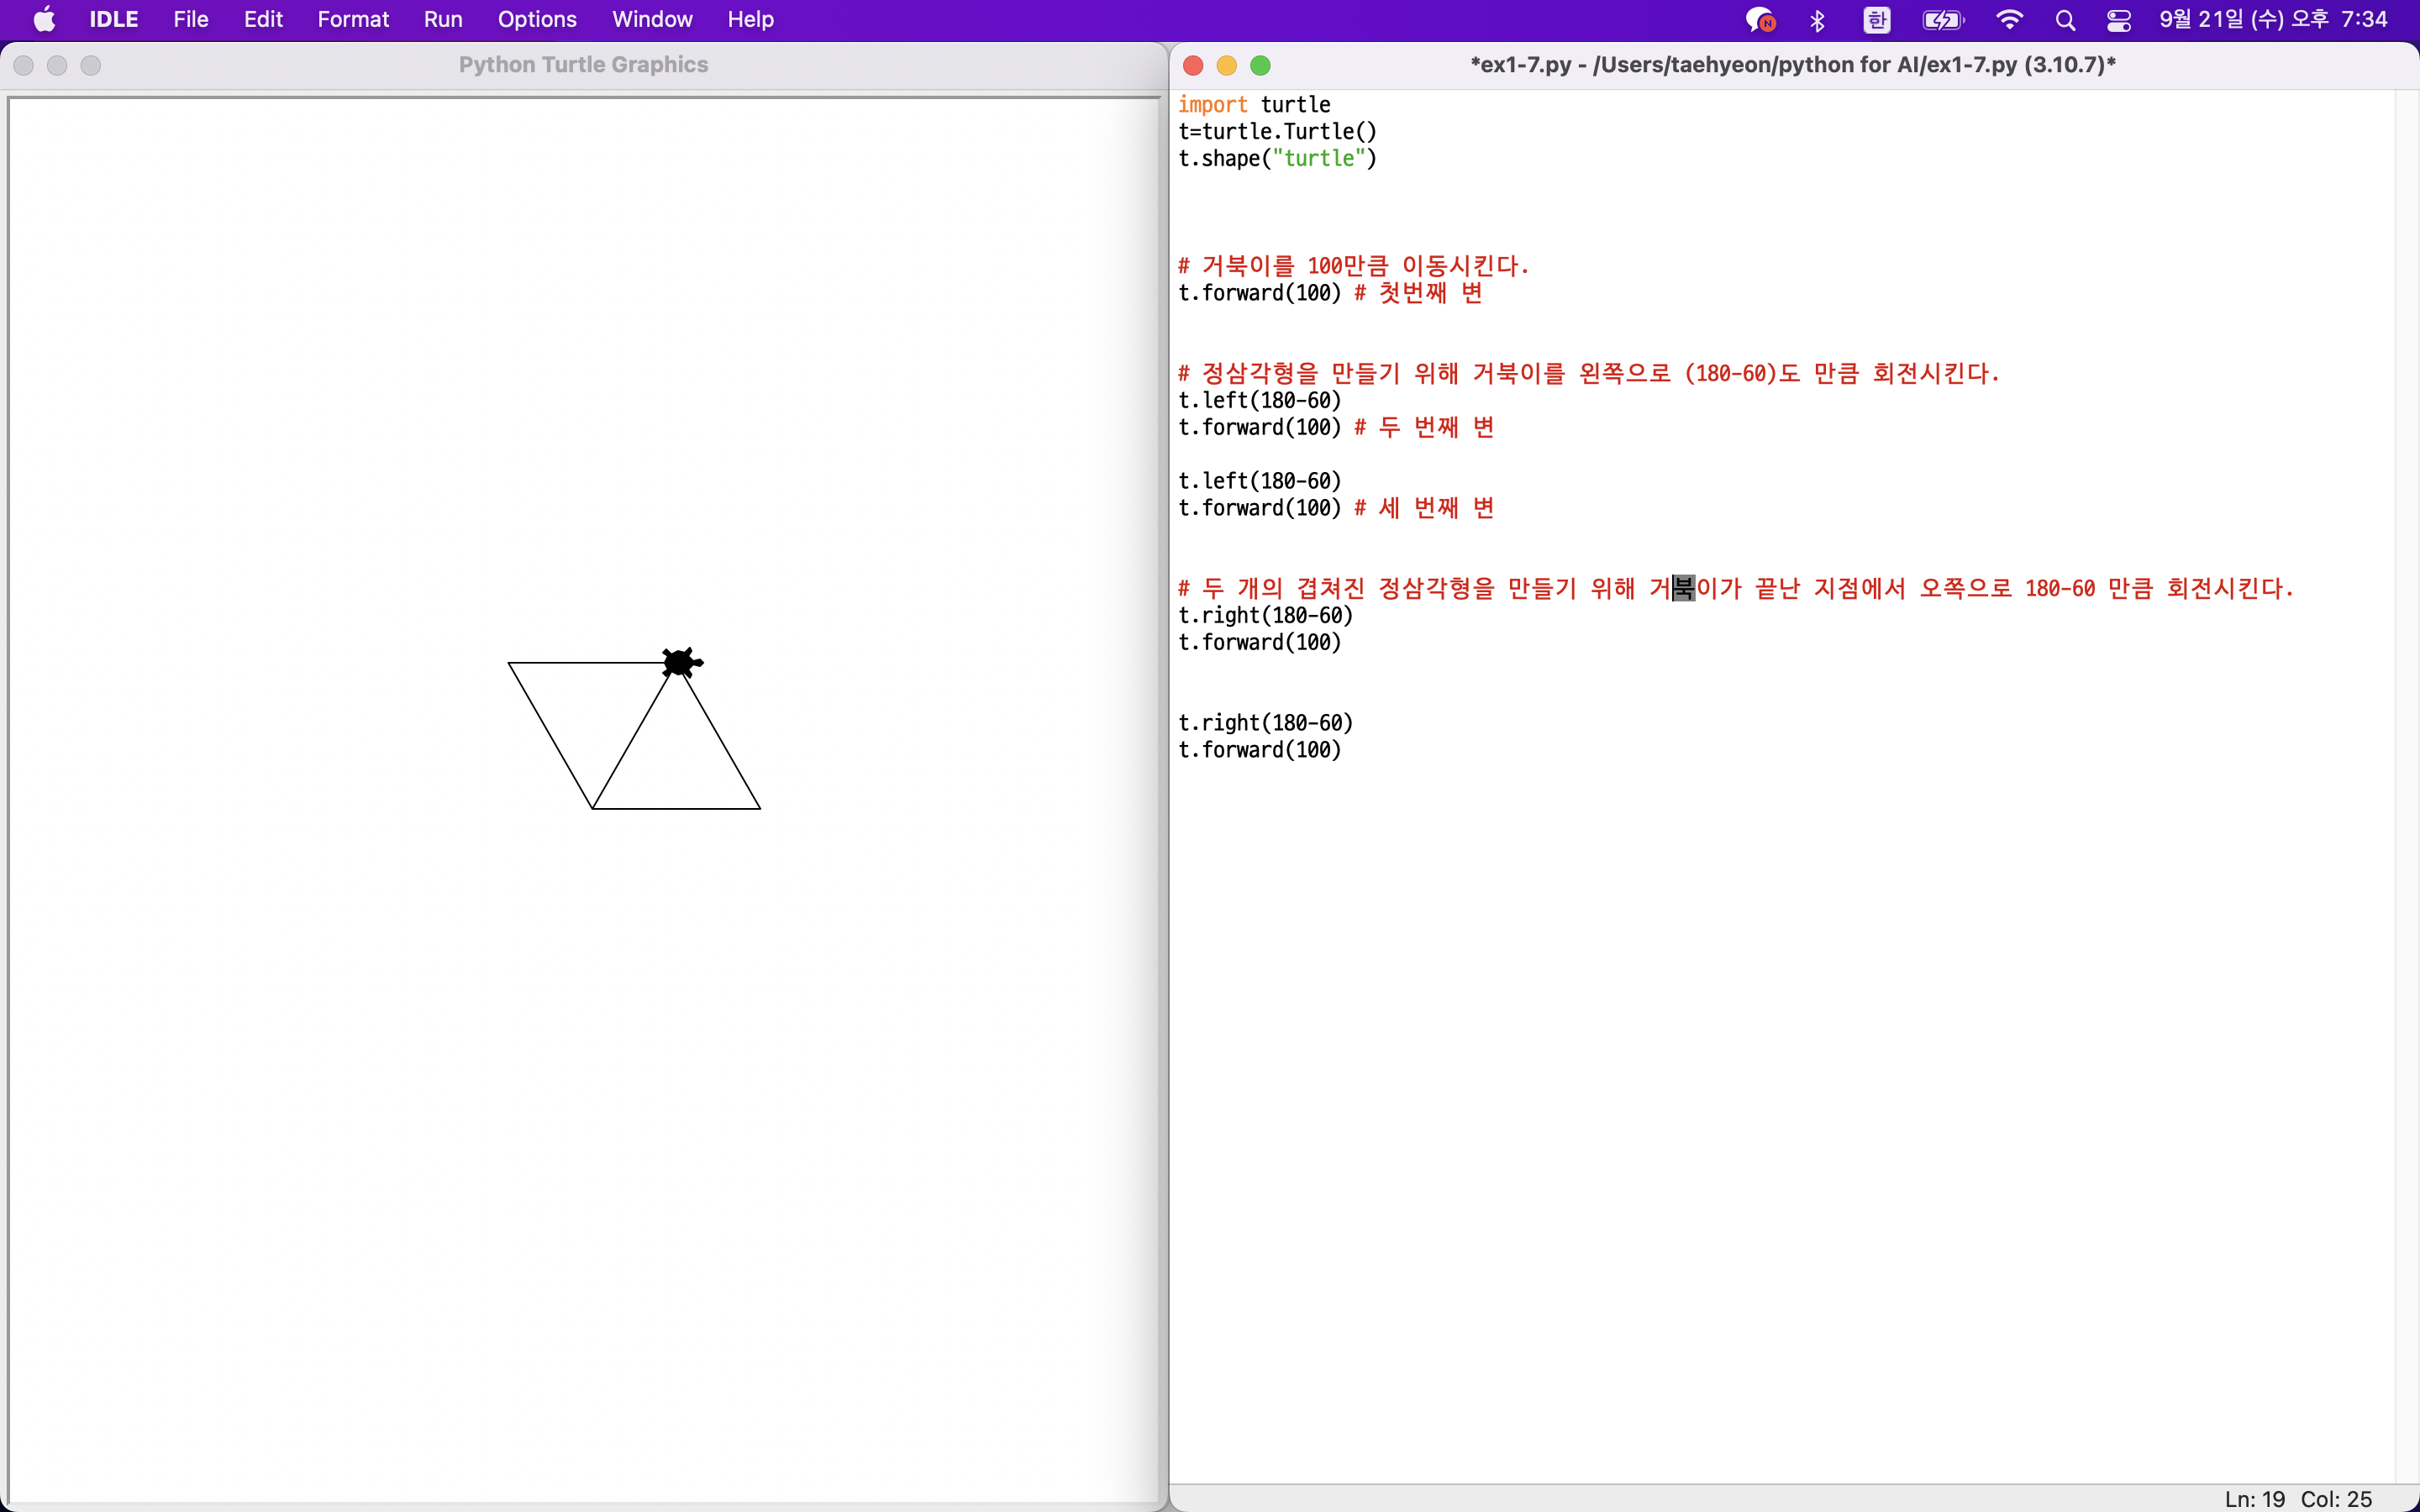 IDLE File Edit Format Run Options Window Help 한 9월 21일 (수) 오후 7:34
Python Turtle Graphics
*ex1-7.py - /Users/taehyeon/python for AI/ex1-7.py (3.10.7)*
import turtle
t=turtle.Turtle()
t.shape("turtle")
# 거북이를 100만큼 이동시킨다.
t.forward(100) # 첫번째 변
# 정삼각형을 만들기 위해 거북이를 왼쪽으로 (180-60)도 만큼 회전시킨다.
t.left(180-60)
t.forward(100) # 두 번째 변
t.left(180-60)
t.forward(100) # 세 번째 변
# 두 개의 겹쳐진 정삼각형을 만들기 위해 거북이가 끝난 지점에서 오쪽으로 180-60 만큼 회전시킨다.
t.right(180-60)
t.forward(100)
t.right(180-60)
t.forward(100)
Ln: 19 Col: 25